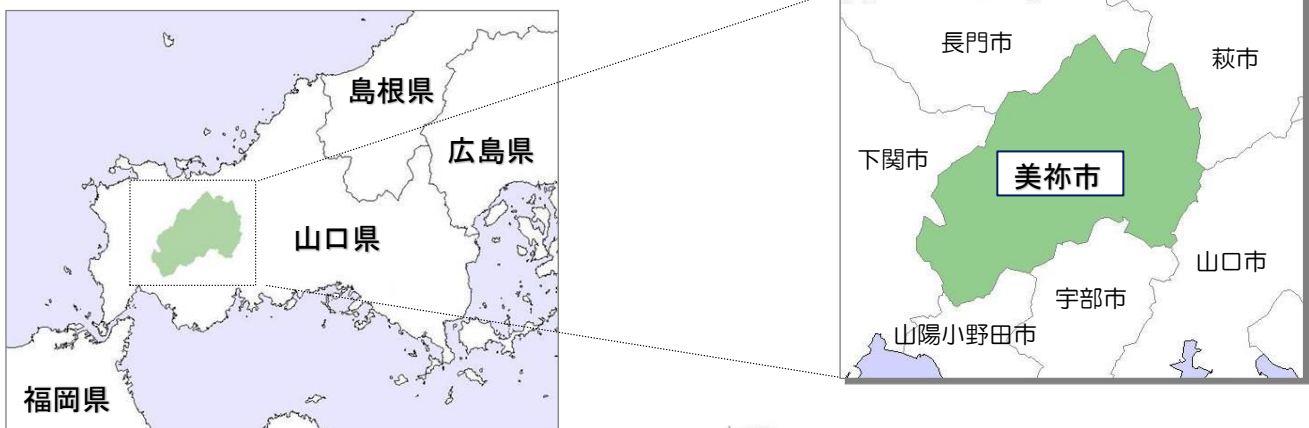 島根県
広島県
山口県
福岡県
長門市
萩市
下関市
美祢市
山口市
宇部市
山陽小野田市